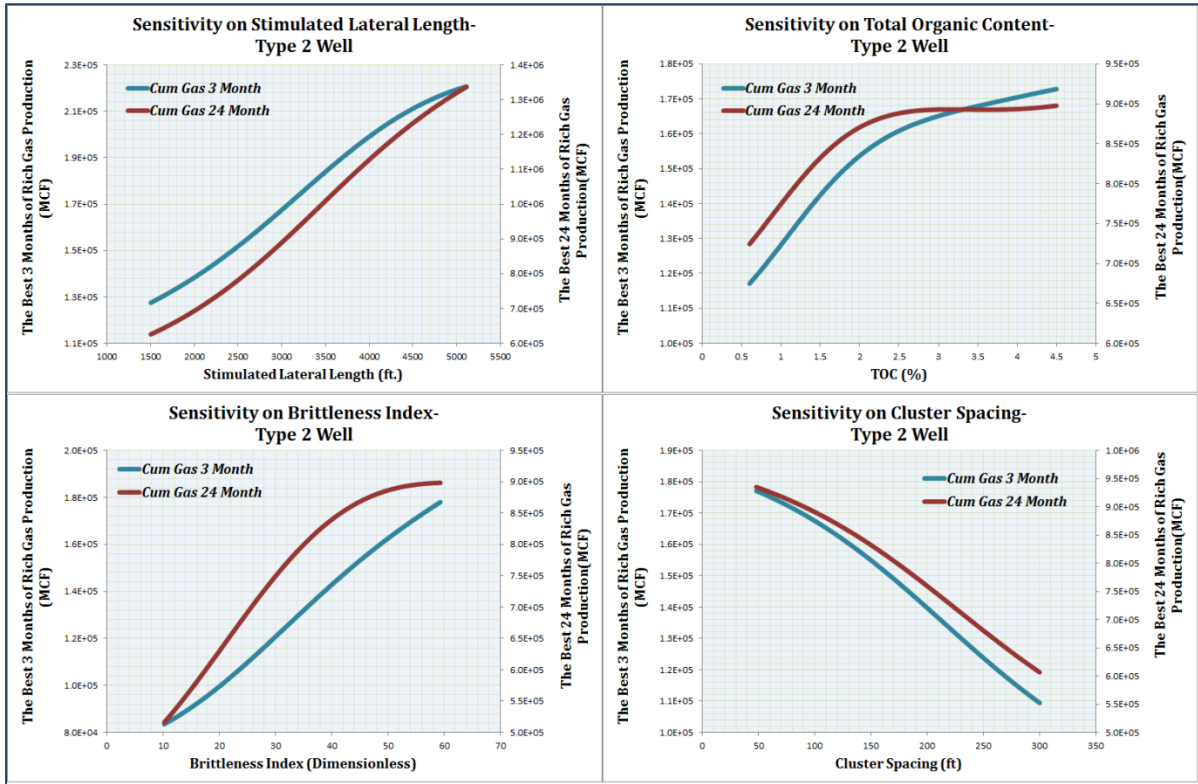 Sensitivity on Stimulated Lateral Length-
Type 2 Well
The Best 3 Months of Rich Gas Production
(MCF)
2.3E+05
2.1E+05
1.9E+05
1.7E+05
1.5E+05
1.3E+05
1.1E+05
Cum Gas 3 Month
Cum Gas 24 Month
1.4E+06
1.3E+06
1.2E+06
1.1E+06
1.0E+06
9.0E+05
8.0E+05
7.0E+05
6.0E+05
The Best 24 Months of Rich Gas
Production(MCF)
1000 1500 2000 2500 3000 3500 4000 4500 5000 5500
Stimulated Lateral Length (ft.)
Sensitivity on Total Organic Content-
Type 2 Well
The Best 3 Months of Rich Gas Production
(MCF)
1.8E+05
1.7E+05
1.6E+05
1.5E+05
1.4E+05
1.3E+05
1.2E+05
1.1E+05
1.0E+05
Cum Gas 3 Month
Cum Gas 24 Month
9.5E+05
9.0E+05
8.5E+05
8.0E+05
7.5E+05
7.0E+05
6.5E+05
6.0E+05
The Best 24 Months of Rich Gas
Production(MCF)
0 0.5 1 1.5 2 2.5 3 3.5 4 4.5 5
TOC (%)
Sensitivity on Brittleness Index-
Type 2 Well
The Best 3 Months of Rich Gas Production
(MCF)
2.0E+05
1.8E+05
1.6E+05
1.4E+05
1.2E+05
1.0E+05
8.0E+04
Cum Gas 3 Month
Cum Gas 24 Month
9.5E+05
9.0E+05
8.5E+05
8.0E+05
7.5E+05
7.0E+05
6.5E+05
6.0E+05
5.5E+05
5.0E+05
The Best 24 Months of Rich Gas
Production(MCF)
0 10 20 30 40 50 60 70
Brittleness Index (Dimensionless)
Sensitivity on Cluster Spacing-
Type 2 Well
The Best 3 Months of Rich Gas Production
(MCF)
1.9E+05
1.8E+05
1.7E+05
1.6E+05
1.5E+05
1.4E+05
1.3E+05
1.2E+05
1.1E+05
1.0E+05
Cum Gas 3 Month
Cum Gas 24 Month
1.0E+06
9.5E+05
9.0E+05
8.5E+05
8.0E+05
7.5E+05
7.0E+05
6.5E+05
6.0E+05
5.5E+05
5.0E+05
The Best 24 Months of Rich Gas
Production(MCF)
0 50 100 150 200 250 300 350
Cluster Spacing (ft)